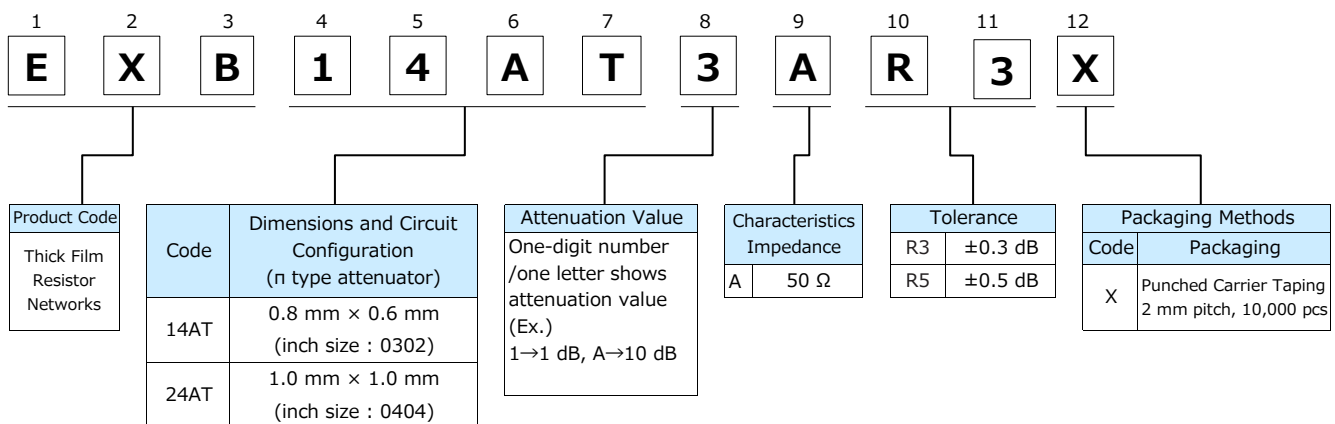 1 2 3 4 5 6 7 8 9 10 11 12
E X B 1 4 A T 3 A R 3 X
Product Code
Thick Film
Resistor
Networks
Code
Dimensions and Circuit
Configuration
(π type attenuator)
14AT
0.8 mm × 0.6 mm
(inch size : 0302)
24AT
1.0 mm × 1.0 mm
(inch size : 0404)
Attenuation Value
One-digit number
/one letter shows
attenuation value
(Ex.)
1→1 dB, A→10 dB
Characteristics
Impedance
A 50 Ω
Tolerance
R3 ±0.3 dB
R5 ±0.5 dB
Packaging Methods
Code Packaging
X
Punched Carrier Taping
2 mm pitch, 10,000 pcs